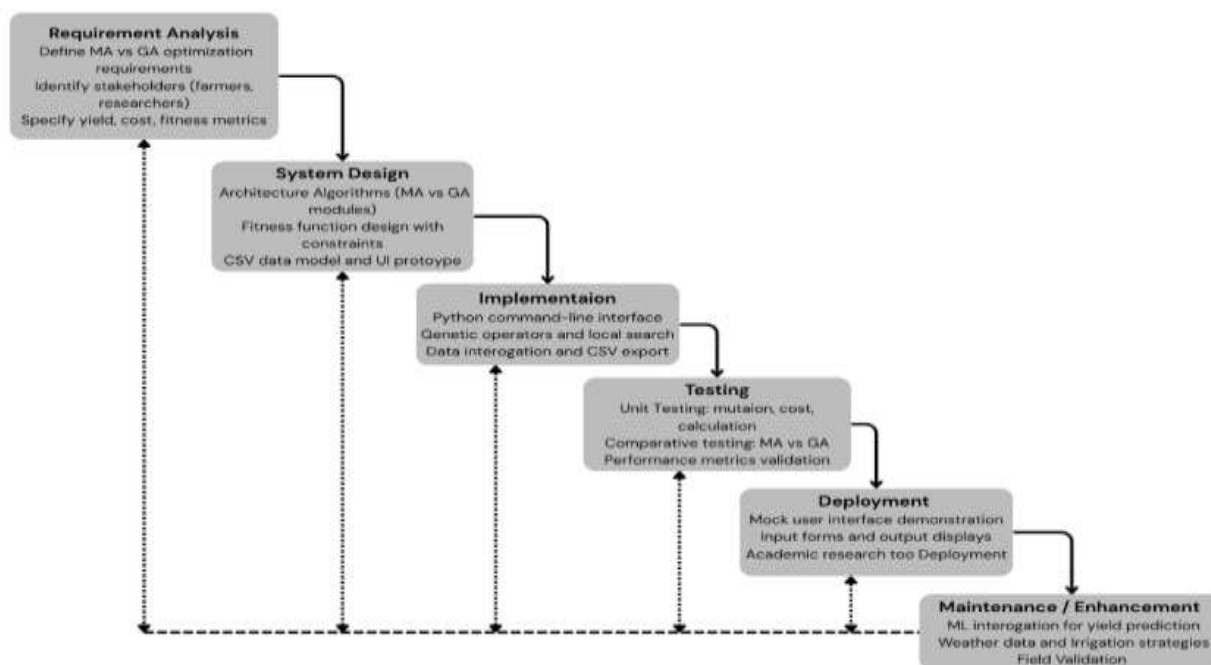 Requirement Analysis
Define MA vs GA optimization
requirements
Identify stakeholders (farmers,
researchers)
Specify yield, cost, fitness metrics
System Design
Architecture Algorithms (MA vs GA
modules)
Fitness function design with
constraints
CSV data model and UI protoype
Implementaion
Python command-line interface
Genetic operators and local search
Data interogation and CSV export
Testing
Unit Testing: mutaion, cost,
calculation
Comparative testing: MA vs GA
Performance metrics validation
Deployment
Mock user interface demonstration
Input forms and output displays
Academic research too Deployment
Maintenance / Enhancement
ML interogation for yield prediction
Weather data and Irrigation strategies
Field Validation